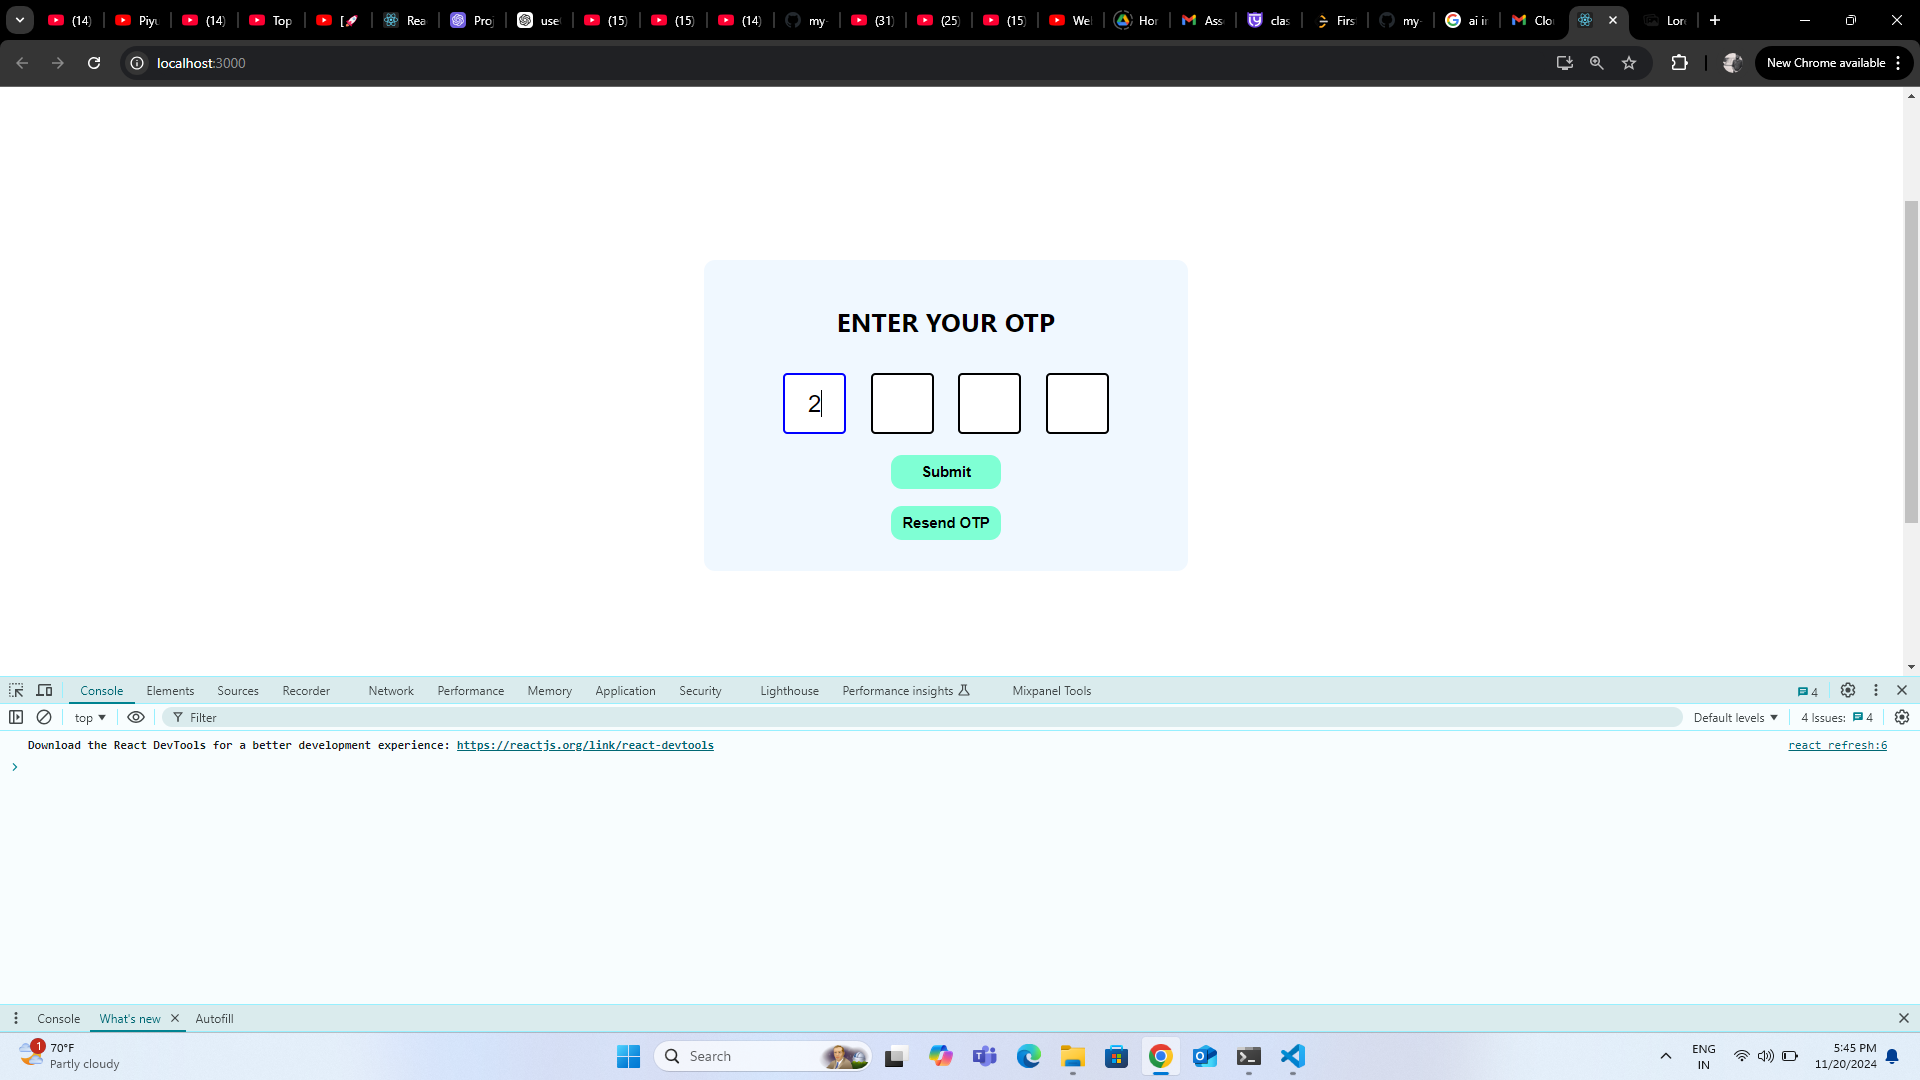 (14)
Piyu
(14)
Top
[🚀
Rea
Proj
use
(15)
(15)
(14)
my-
(31)
(25)
(15)
We
Hor
Ass
clas
Firs
my-
ai ir
Clo
Lor
localhost:3000
New Chrome available
ENTER YOUR OTP
2
Submit
Resend OTP
Console Elements Sources Recorder Network Performance Memory Application Security Lighthouse Performance insights Mixpanel Tools 4
top Filter Default levels 4 Issues: 4
Download the React DevTools for a better development experience: https://reactjs.org/link/react-devtools react refresh:6
Console What's new Autofill
1
70°F
Partly cloudy
Search
ENG
IN
5:45 PM
11/20/2024